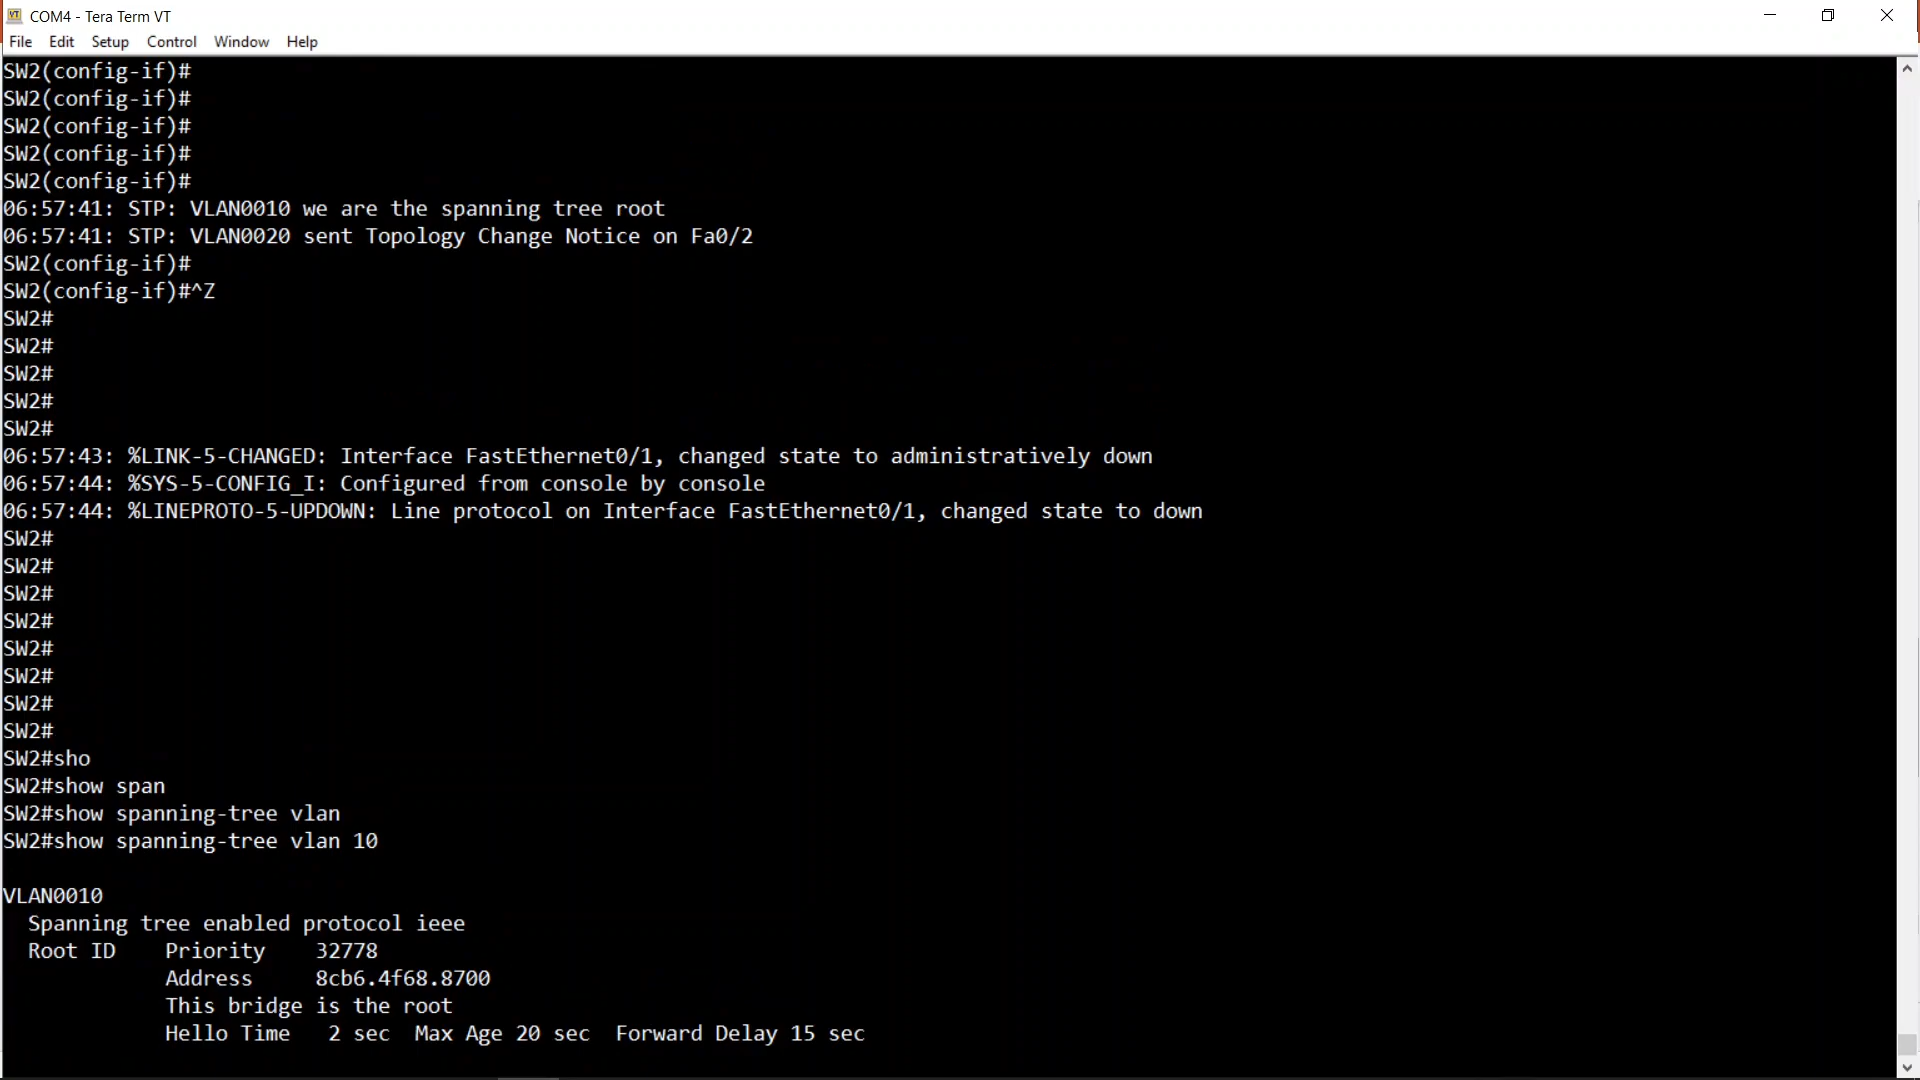 COM4 - Tera Term VT
File Edit Setup Control Window Help
SW2(config-if)#
SW2(config-if)#
SW2(config-if)#
SW2(config-if)#
SW2(config-if)#
06:57:41: STP: VLAN0010 we are the spanning tree root
06:57:41: STP: VLAN0020 sent Topology Change Notice on Fa0/2
SW2(config-if)#
SW2(config-if)#^Z
SW2#
SW2#
SW2#
SW2#
SW2#
06:57:43: %LINK-5-CHANGED: Interface FastEthernet0/1, changed state to administratively down
06:57:44: %SYS-5-CONFIG_I: Configured from console by console
06:57:44: %LINEPROTO-5-UPDOWN: Line protocol on Interface FastEthernet0/1, changed state to down
SW2#
SW2#
SW2#
SW2#
SW2#
SW2#
SW2#
SW2#
SW2#sho
SW2#show span
SW2#show spanning-tree vlan
SW2#show spanning-tree vlan 10
VLAN0010
Spanning tree enabled protocol ieee
Root ID Priority 32778
Address 8cb6.4f68.8700
This bridge is the root
Hello Time 2 sec Max Age 20 sec Forward Delay 15 sec